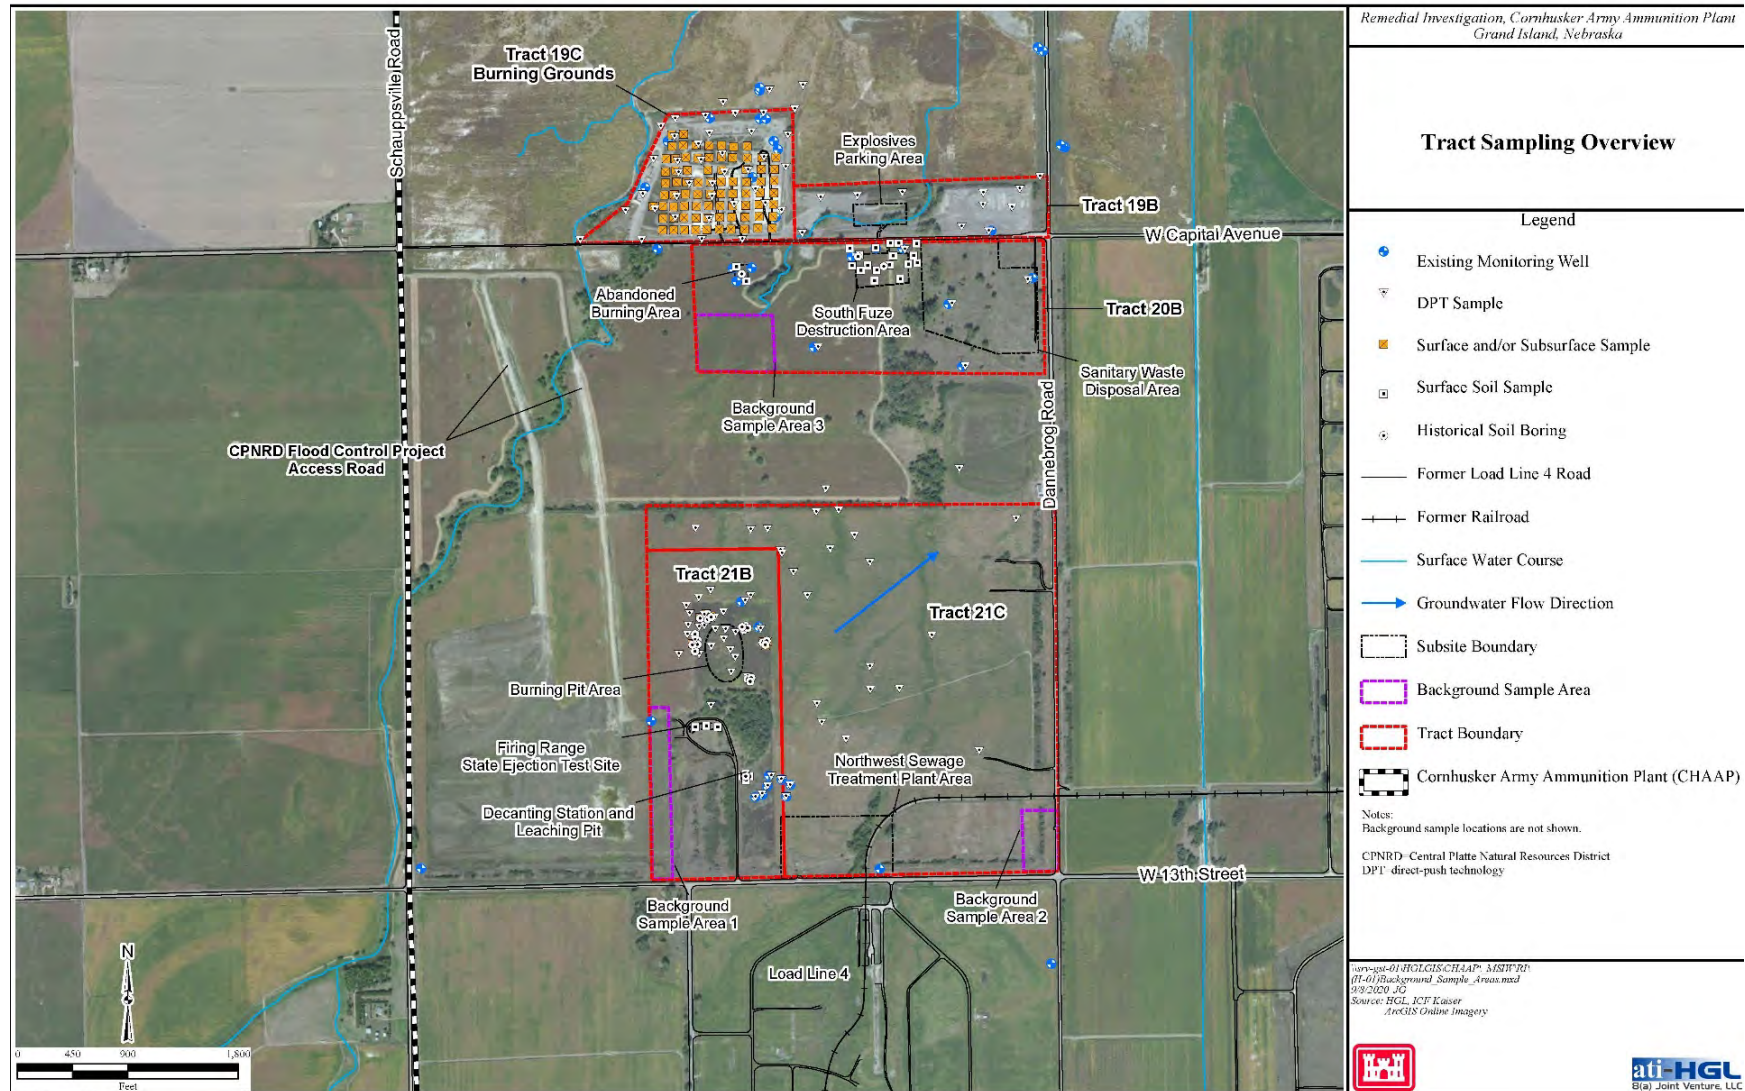 Remedial Investigation, Cornhusker Army Ammunition Plant
Grand Island, Nebraska
Tract Sampling Overview
Legend
Existing Monitoring Well
DPT Sample
Surface and/or Subsurface Sample
Surface Soil Sample
Historical Soil Boring
Former Load Line 4 Road
Former Railroad
Surface Water Course
Groundwater Flow Direction
Subsite Boundary
Background Sample Area
Tract Boundary
Cornhusker Army Ammunition Plant (CHAAP)
Notes:
Background sample locations are not shown.
CPNRD–Central Platte Natural Resources District
DPT–direct-push technology
9/8/2020 JG
Source: HGL, ICF Kaiser
ArcGIS Online Imagery
ati-HGL
8(a) Joint Venture, LLC
Schauppsville Road
Tract 19C
Burning Grounds
Explosives
Parking Area
Tract 19B
W Capital Avenue
Abandoned
Burning Area
South Fuze
Destruction Area
Tract 20B
Sanitary Waste
Disposal Area
Background
Sample Area 3
Dannebrog Road
CPNRD Flood Control Project
Access Road
Tract 21B
Tract 21C
Burning Pit Area
Firing Range
State Ejection Test Site
Northwest Sewage
Treatment Plant Area
Decanting Station and
Leaching Pit
W 13th Street
Background
Sample Area 1
Background
Sample Area 2
Load Line 4
N
0 450 900 1,800
Feet